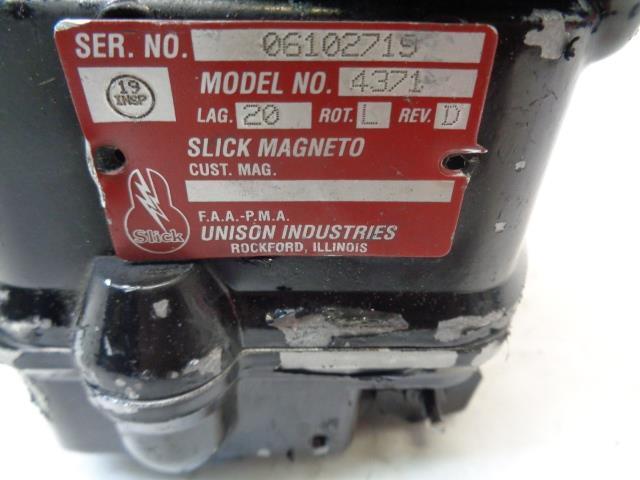 SER. NO. 06102719
19
INSP
MODEL NO. 4371
LAG. 20 ROT. L REV. D
SLICK MAGNETO
CUST. MAG.
Slick
F.A.A.-P.M.A.
UNISON INDUSTRIES
ROCKFORD, ILLINOIS